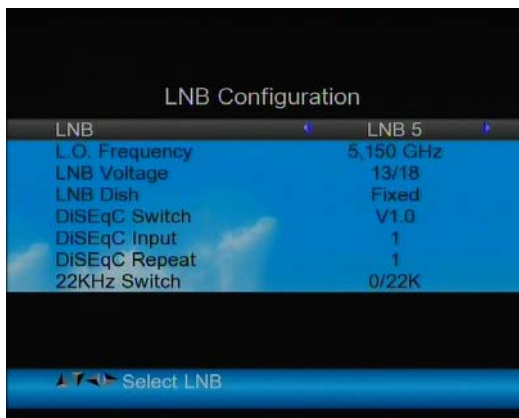 LNB Configuration
LNB LNB 5
L.O. Frequency 5,150 GHz
LNB Voltage 13/18
LNB Dish Fixed
DiSEqC Switch V1.0
DiSEqC Input 1
DiSEqC Repeat 1
22KHz Switch 0/22K
Select LNB